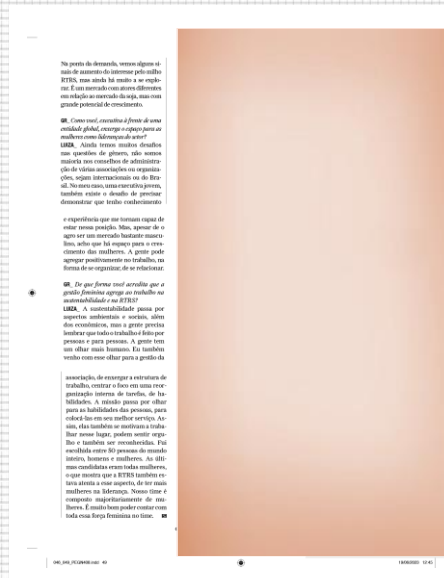 Na ponta da demanda, vemos alguns si-
nais de aumento do interesse pelo milho
RTRS, mas ainda há muito a se explo-
rar. É um mercado com atores diferentes
em relação ao mercado da soja, mas com
grande potencial de crescimento.
GR_ Como você, executiva à frente de uma
entidade global, enxerga o espaço para as
mulheres como lideranças do setor?
LUIZA_ Ainda temos muitos desafios
nas questões de gênero, não somos
maioria nos conselhos de administra-
ção de várias associações ou organiza-
ções, sejam internacionais ou do Bra-
sil. No meu caso, uma executiva jovem,
também existe o desafio de precisar
demonstrar que tenho conhecimento
e experiência que me tornam capaz de
estar nessa posição. Mas, apesar de o
agro ser um mercado bastante mascu-
lino, acho que há espaço para o cres-
cimento das mulheres. A gente pode
agregar positivamente no trabalho, na
forma de se organizar, de se relacionar.
GR_ De que forma você acredita que a
gestão feminina agrega ao trabalho na
sustentabilidade e na RTRS?
LUIZA_ A sustentabilidade passa por
aspectos ambientais e sociais, além
dos econômicos, mas a gente precisa
lembrar que todo o trabalho é feito por
pessoas e para pessoas. A gente tem
um olhar mais humano. Eu também
venho com esse olhar para a gestão da
associação, de enxergar a estrutura de
trabalho, centrar o foco em uma reor-
ganização interna de tarefas, de ha-
bilidades. A missão passa por olhar
para as habilidades das pessoas, para
colocá-las em seu melhor serviço. As-
sim, elas também se motivam a traba-
lhar nesse lugar, podem sentir orgu-
lho e também ser reconhecidas. Fui
escolhida entre 80 pessoas do mundo
inteiro, homens e mulheres. As últi-
mas candidatas eram todas mulheres,
o que mostra que a RTRS também es-
tava atenta a esse aspecto, de ter mais
mulheres na liderança. Nosso time é
composto majoritariamente de mu-
lheres. É muito bom poder contar com
toda essa força feminina no time.